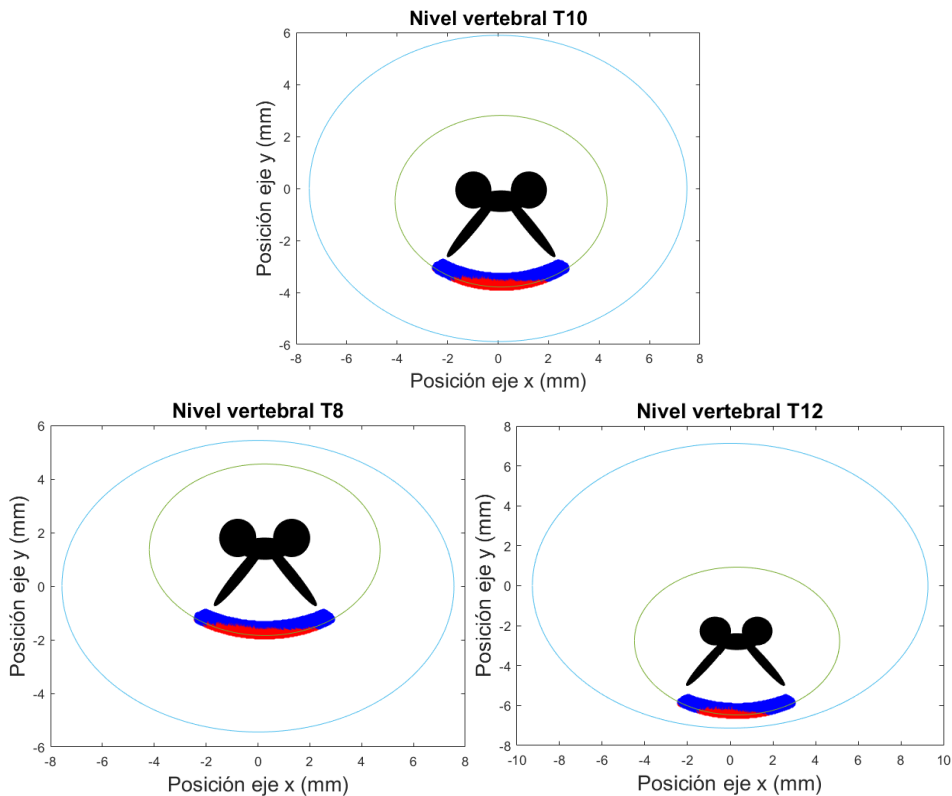 Nivel vertebral T10
6
4
2
0
-2
-4
-6
Posición eje y (mm)
-8 -6 -4 -2 0 2 4 6 8
Posición eje x (mm)
Nivel vertebral T8
6
4
2
0
-2
-4
-6
Posición eje y (mm)
-8 -6 -4 -2 0 2 4 6 8
Posición eje x (mm)
Nivel vertebral T12
8
6
4
2
0
-2
-4
-6
-8
Posición eje y (mm)
-10 -8 -6 -4 -2 0 2 4 6 8 10
Posición eje x (mm)